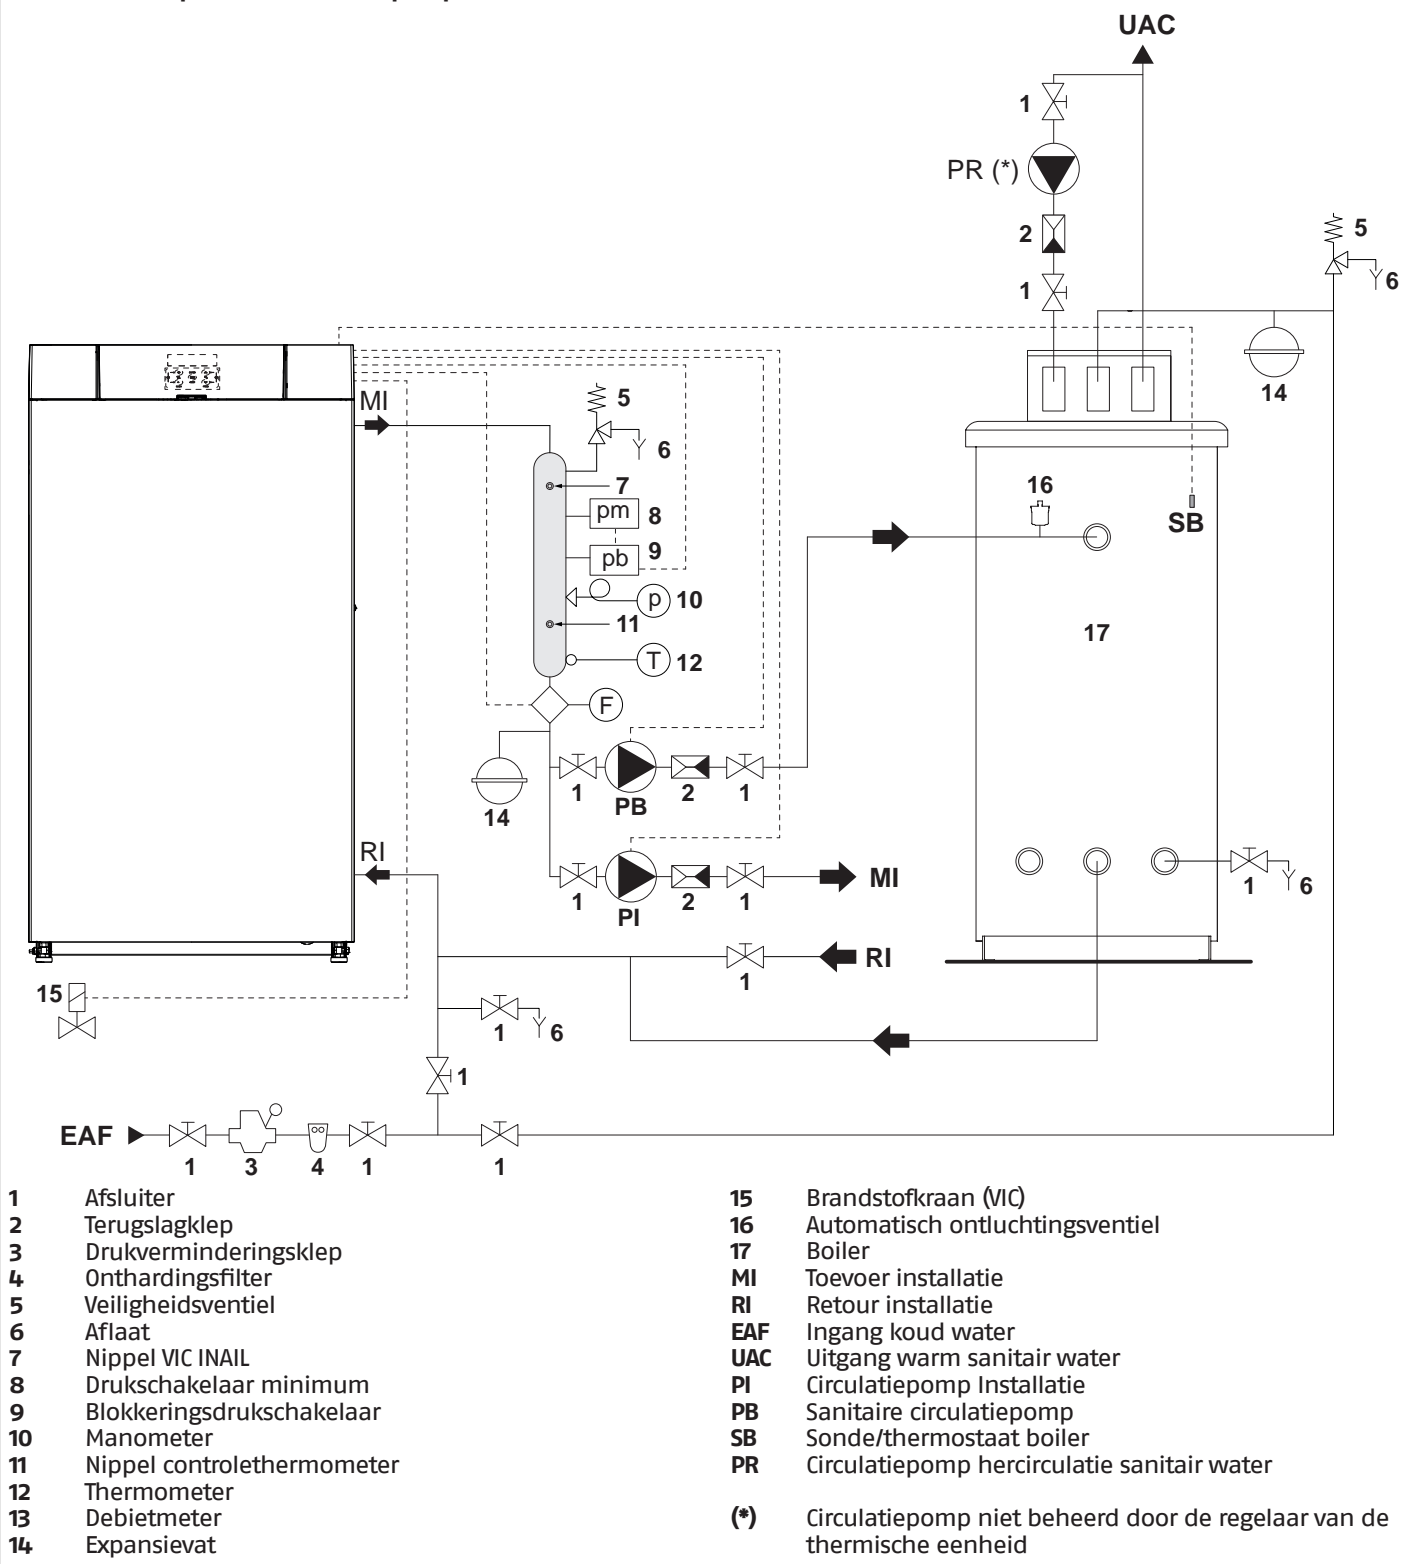 UAC
1
PR (*)
2
1
5
6
14
MI
5
6
7
pm 8
pb 9
p 10
11
T 12
F
16
SB
17
14
1 PB 2 1
RI
1 PI 2 1
MI
1 6
RI
1
15
1 6
1
EAF
1 3 4 1 1
1 Afsluiter
2 Terugslagklep
3 Drukverminderingsklep
4 Onthardingsfilter
5 Veiligheidsventiel
6 Aflaat
7 Nippel VIC INAIL
8 Drukschakelaar minimum
9 Blokkeringsdrukschakelaar
10 Manometer
11 Nippel controlethermometer
12 Thermometer
13 Debietmeter
14 Expansievat
15 Brandstofkraan (VIC)
16 Automatisch ontluchtingsventiel
17 Boiler
MI Toevoer installatie
RI Retour installatie
EAF Ingang koud water
UAC Uitgang warm sanitair water
PI Circulatiepomp Installatie
PB Sanitaire circulatiepomp
SB Sonde/thermostaat boiler
PR Circulatiepomp hercirculatie sanitair water
(*) Circulatiepomp niet beheerd door de regelaar van de
thermische eenheid